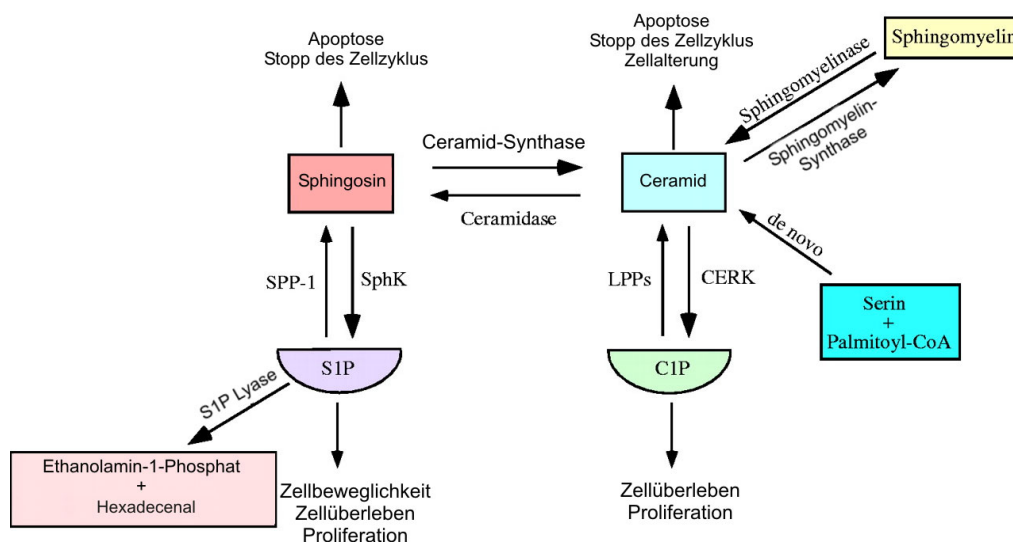 Apoptose
Stopp des Zellzyklus
Apoptose
Stopp des Zellzyklus
Zellalterung
Sphingomyelin
Sphingomyelinase
Sphingomyelin-
Synthase
Ceramid-Synthase
Sphingosin
Ceramid
Ceramidase
de novo
SPP-1
SphK
LPPs
CERK
Serin
+
Palmitoyl-CoA
S1P
C1P
S1P Lyase
Ethanolamin-1-Phosphat
+
Hexadecenal
Zellbeweglichkeit
Zellüberleben
Proliferation
Zellüberleben
Proliferation